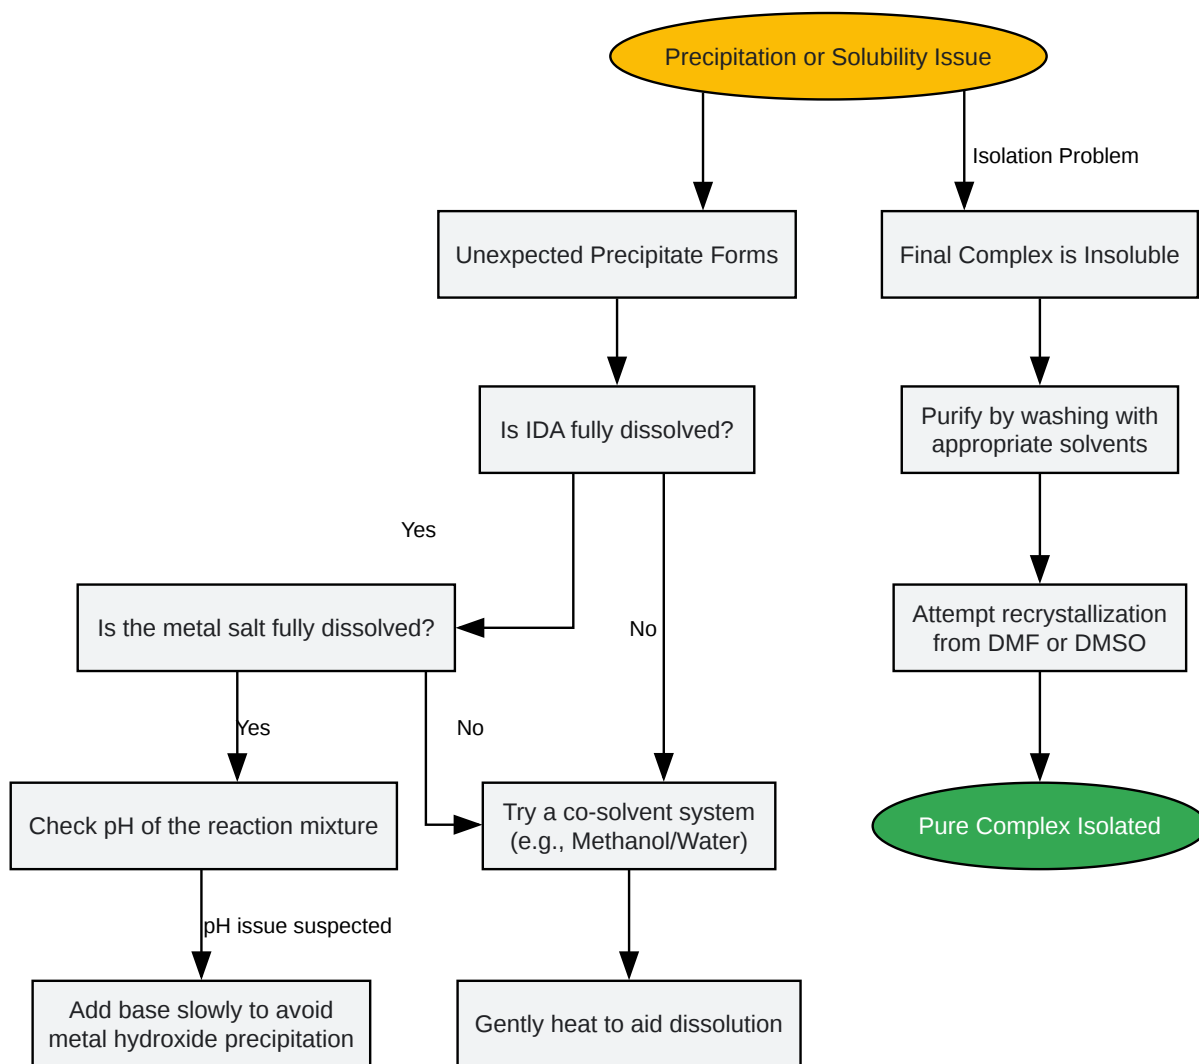 Precipitation or Solubility Issue
Isolation Problem
Unexpected Precipitate Forms
Final Complex is Insoluble
Is IDA fully dissolved?
Purify by washing with
appropriate solvents
Yes
Is the metal salt fully dissolved?
No
Attempt recrystallization
from DMF or DMSO
Yes
No
Check pH of the reaction mixture
Try a co-solvent system
(e.g., Methanol/Water)
Pure Complex Isolated
pH issue suspected
Add base slowly to avoid
metal hydroxide precipitation
Gently heat to aid dissolution